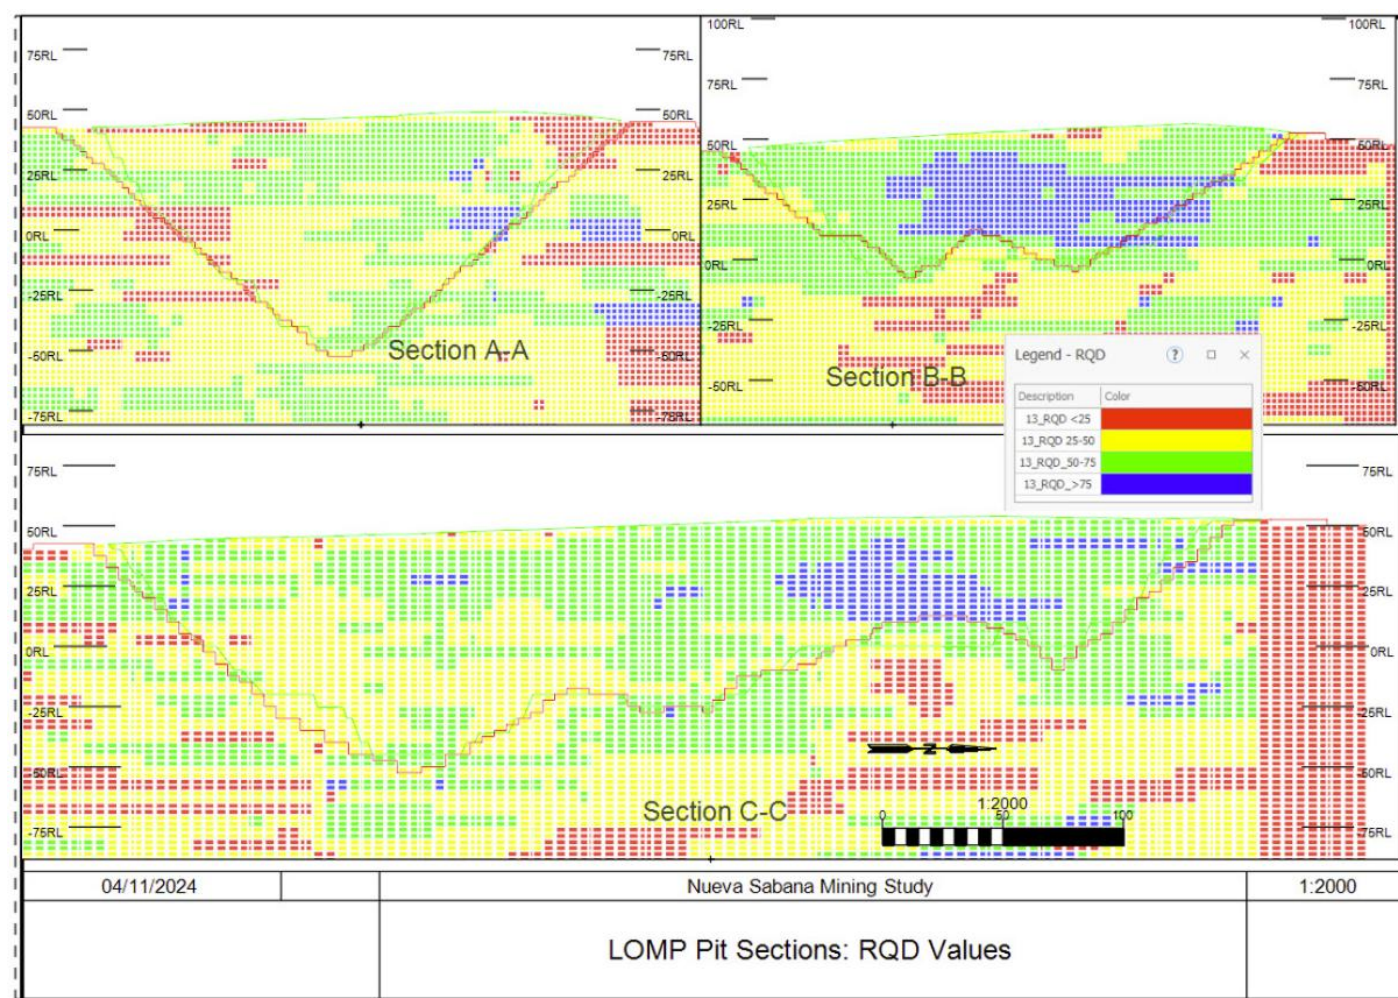 100RL 100RL
75RL 75RL 75RL 75RL
50RL 50RL 50RL 50RL
25RL 25RL 25RL 25RL
0RL 0RL 0RL 0RL
-25RL -25RL -25RL -25RL
-50RL Section A-A -50RL -50RL Section B-B -50RL
-75RL -75RL
Legend - RQD ?
Description Color
13_RQD <25
13_RQD 25-50
13_RQD_50-75
13_RQD_>75
75RL 75RL
50RL 50RL
25RL 25RL
0RL 0RL
-25RL -25RL
N
-50RL -50RL
Section C-C
1:2000
0 50 100
-75RL -75RL
04/11/2024 Nueva Sabana Mining Study 1:2000
LOMP Pit Sections: RQD Values